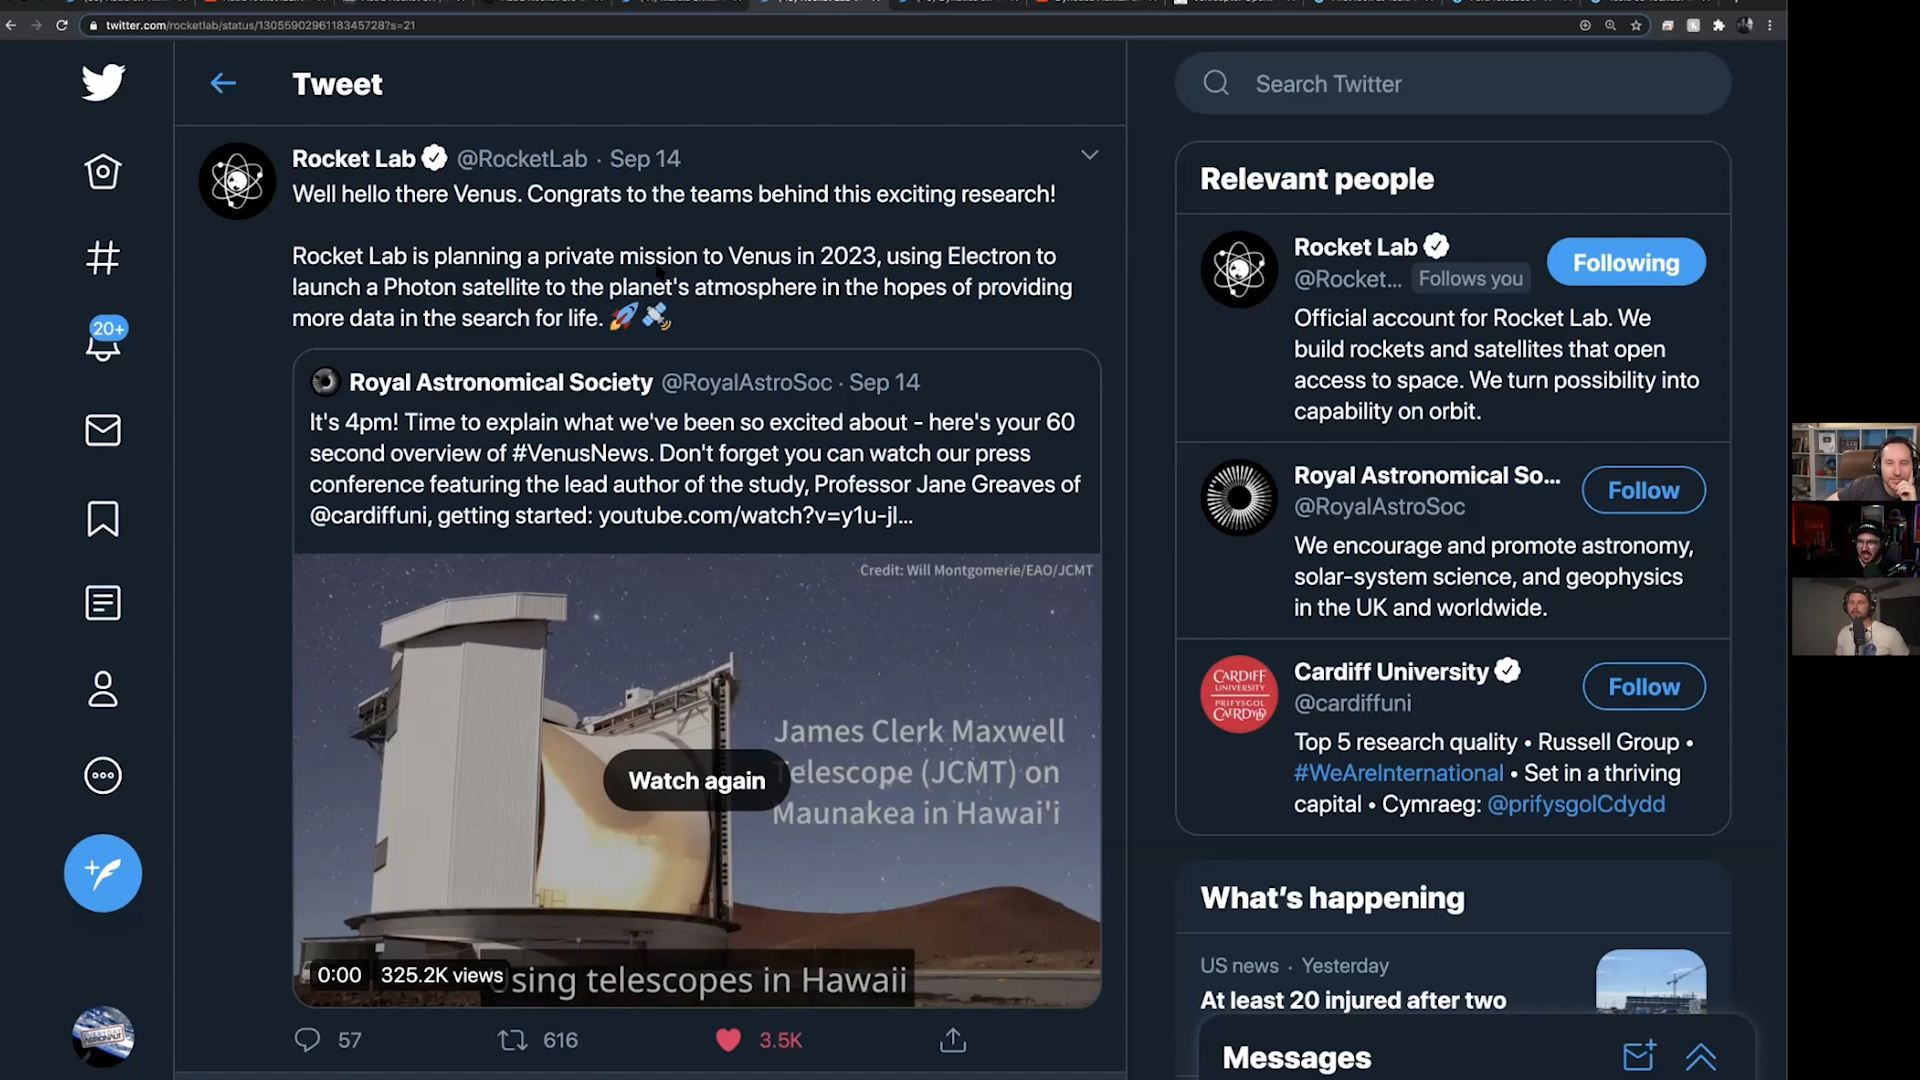 twitter.com/rocketlab/status/1305590296118345728?s=21
Tweet
Search Twitter
Rocket Lab @RocketLab · Sep 14
Well hello there Venus. Congrats to the teams behind this exciting research!
Rocket Lab is planning a private mission to Venus in 2023, using Electron to
launch a Photon satellite to the planet's atmosphere in the hopes of providing
more data in the search for life. 🚀🛰️
Royal Astronomical Society @RoyalAstroSoc · Sep 14
It's 4pm! Time to explain what we've been so excited about - here's your 60
second overview of #VenusNews. Don't forget you can watch our press
conference featuring the lead author of the study, Professor Jane Greaves of
@cardiffuni, getting started: youtube.com/watch?v=y1u-jI...
Credit: Will Montgomerie/EAO/JCMT
James Clerk Maxwell
Telescope (JCMT) on
Maunakea in Hawai'i
Watch again
0:00 325.2K views
sing telescopes in Hawaii
57
616
3.5K
20+
Relevant people
Rocket Lab
@Rocket... Follows you
Following
Official account for Rocket Lab. We
build rockets and satellites that open
access to space. We turn possibility into
capability on orbit.
Royal Astronomical So...
@RoyalAstroSoc
Follow
We encourage and promote astronomy,
solar-system science, and geophysics
in the UK and worldwide.
CARDIFF
UNIVERSITY
PRIFYSGOL
CAERDYDD
Cardiff University
@cardiffuni
Follow
Top 5 research quality • Russell Group •
#WeAreInternational • Set in a thriving
capital • Cymraeg: @prifysgolCdydd
What's happening
US news · Yesterday
At least 20 injured after two
Messages